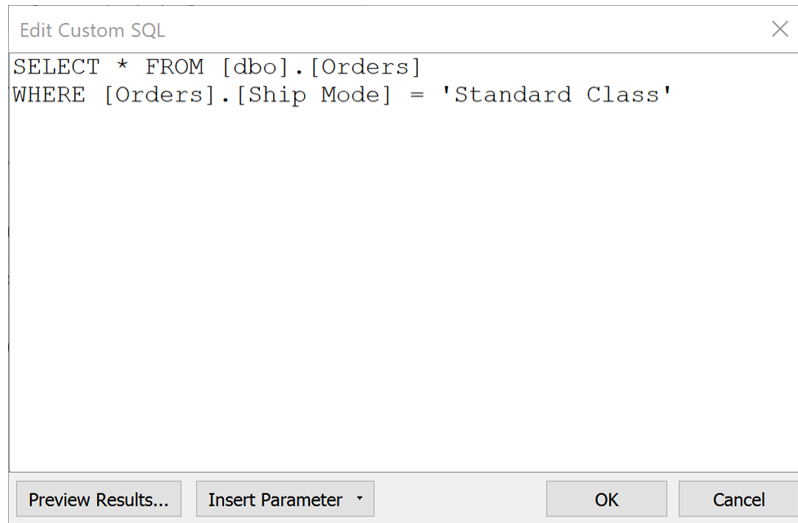 Edit Custom SQL
SELECT * FROM [dbo].[Orders]
WHERE [Orders].[Ship Mode] = 'Standard Class'
Preview Results... Insert Parameter OK Cancel